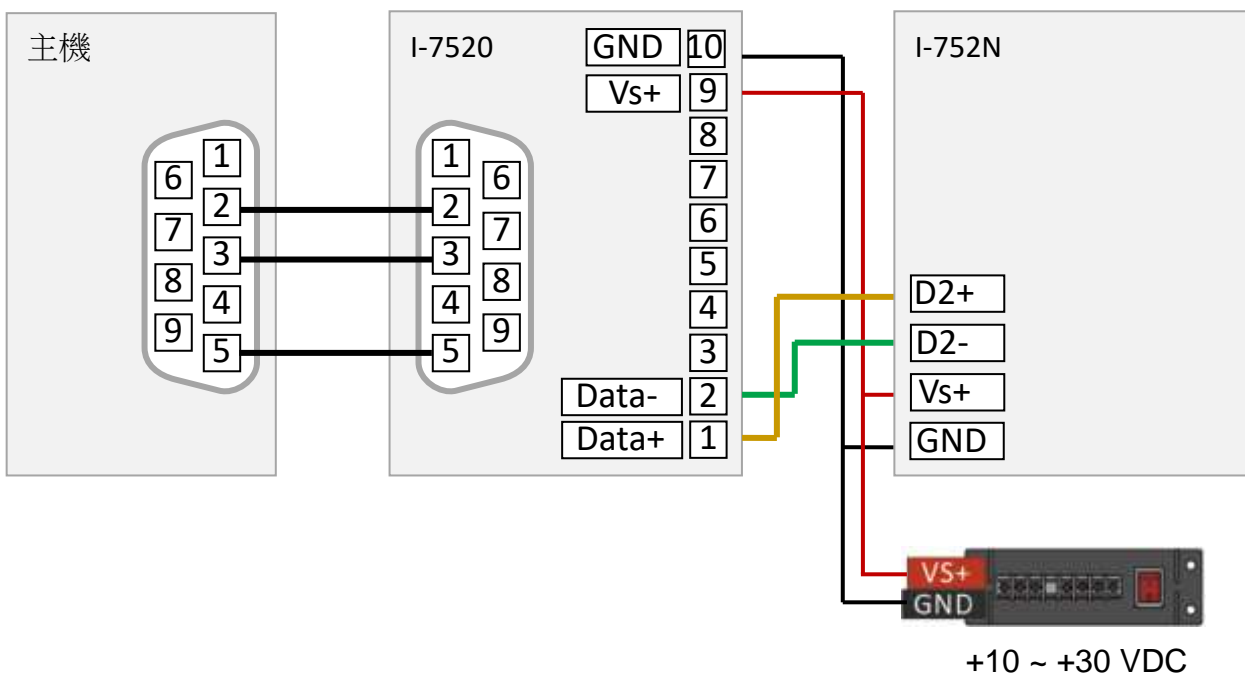 主機
1
6
2
7
3
8
4
9
5
I-7520
1
6
2
7
3
8
4
9
5
GND 10
Vs+ 9
8
7
6
5
4
3
Data- 2
Data+ 1
I-752N
D2+
D2-
Vs+
GND
VS+
GND
+10 ~ +30 VDC